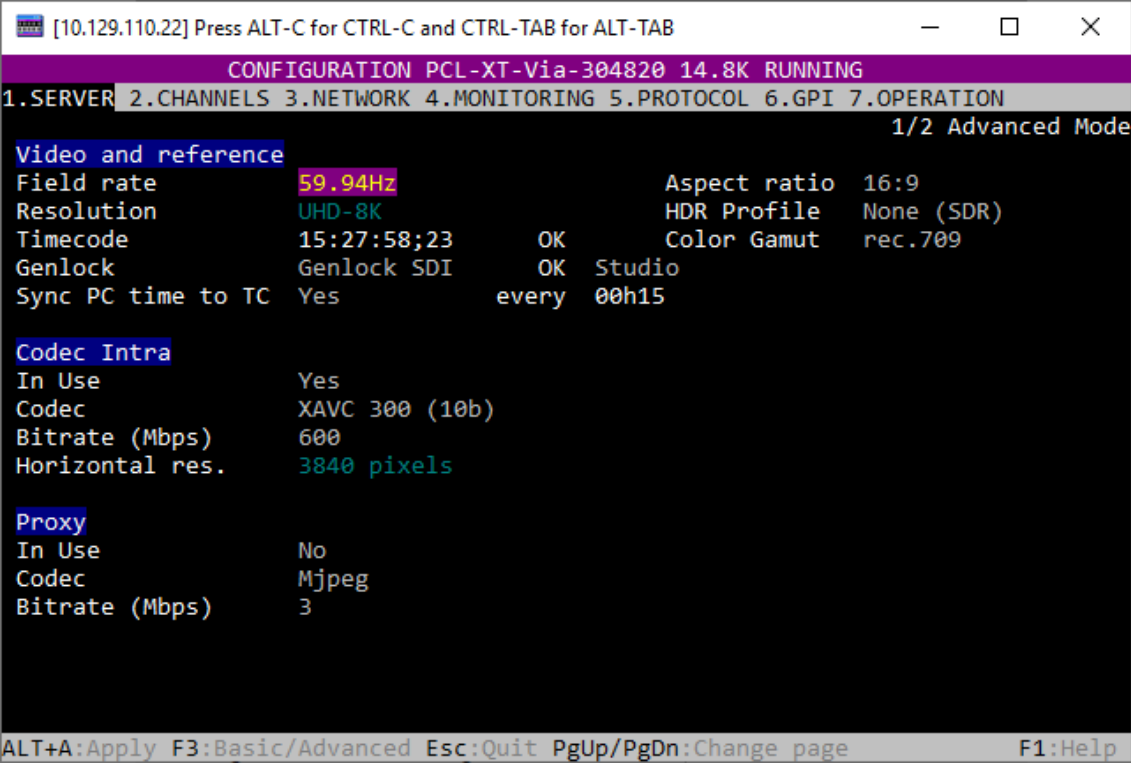 [10.129.110.22] Press ALT-C for CTRL-C and CTRL-TAB for ALT-TAB
CONFIGURATION PCL-XT-Via-304820 14.8K RUNNING
1.SERVER 2.CHANNELS 3.NETWORK 4.MONITORING 5.PROTOCOL 6.GPI 7.OPERATION
1/2 Advanced Mode
Video and reference
Field rate 59.94Hz Aspect ratio 16:9
Resolution UHD-8K HDR Profile None (SDR)
Timecode 15:27:58;23 OK Color Gamut rec.709
Genlock Genlock SDI OK Studio
Sync PC time to TC Yes every 00h15
Codec Intra
In Use Yes
Codec XAVC 300 (10b)
Bitrate (Mbps) 600
Horizontal res. 3840 pixels
Proxy
In Use No
Codec Mjpeg
Bitrate (Mbps) 3
ALT+A:Apply F3:Basic/Advanced Esc:Quit PgUp/PgDn:Change page F1:Help